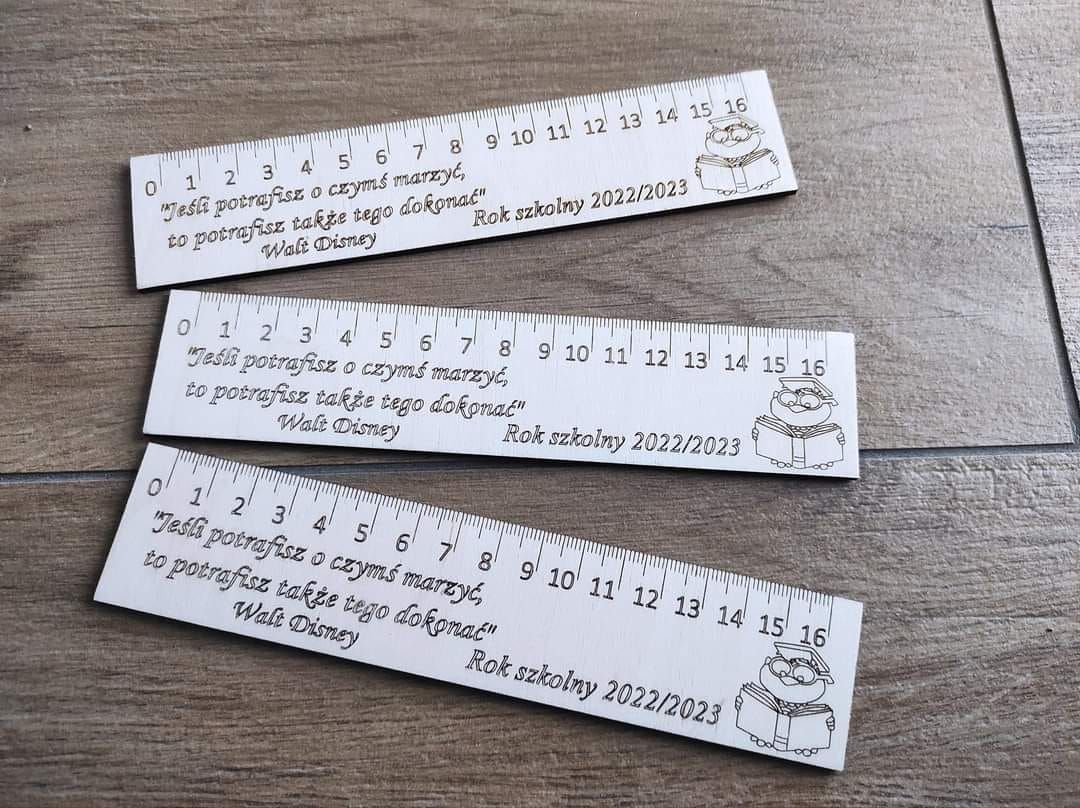 0 1 2 3 4 5 6 7 8 9 10 11 12 13 14 15 16
"Jeśli potrafisz o czymś marzyć,
to potrafisz także tego dokonać"
Walt Disney
Rok szkolny 2022/2023
0 1 2 3 4 5 6 7 8 9 10 11 12 13 14 15 16
"Jeśli potrafisz o czymś marzyć,
to potrafisz także tego dokonać"
Walt Disney
Rok szkolny 2022/2023
0 1 2 3 4 5 6 7 8 9 10 11 12 13 14 15 16
"Jeśli potrafisz o czymś marzyć,
to potrafisz także tego dokonać"
Walt Disney
Rok szkolny 2022/2023